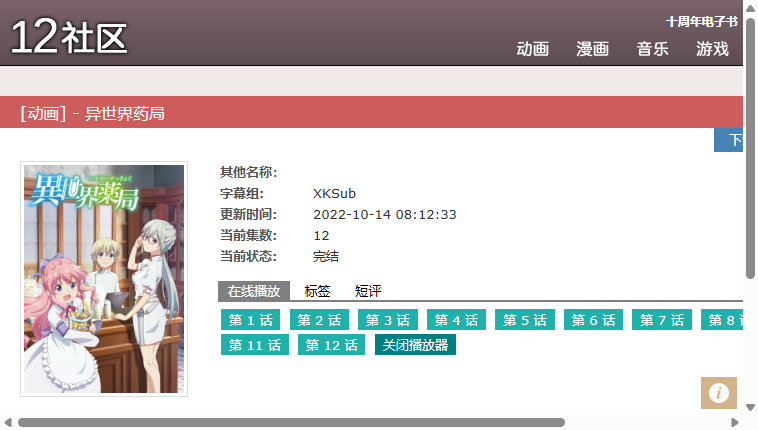 12社区
十周年电子书
动画 漫画 音乐 游戏
[动画] - 异世界药局
異世界薬局
其他名称:
字幕组: XKSub
更新时间: 2022-10-14 08:12:33
当前集数: 12
当前状态: 完结
在线播放 标签 短评
第 1 话 第 2 话 第 3 话 第 4 话 第 5 话 第 6 话 第 7 话 第 8
第 11 话 第 12 话 关闭播放器